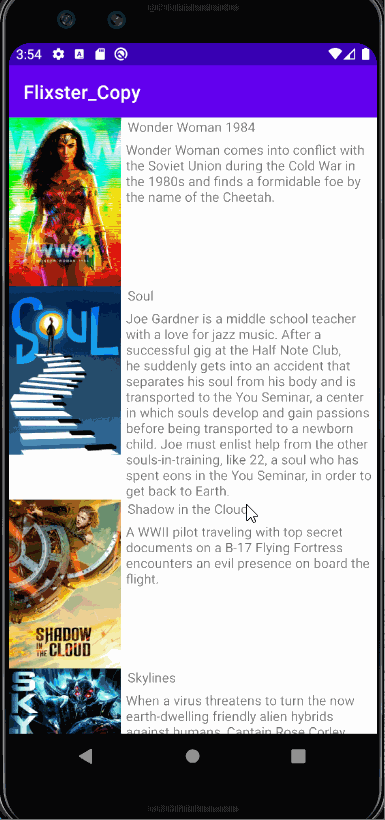 3:54
Flixster_Copy
Wonder Woman 1984
Wonder Woman comes into conflict with
the Soviet Union during the Cold War in
the 1980s and finds a formidable foe by
the name of the Cheetah.
WW84
Soul
SOUL
Joe Gardner is a middle school teacher
with a love for jazz music. After a
successful gig at the Half Note Club,
he suddenly gets into an accident that
separates his soul from his body and is
transported to the You Seminar, a center
in which souls develop and gain passions
before being transported to a newborn
child. Joe must enlist help from the other
souls-in-training, like 22, a soul who has
spent eons in the You Seminar, in order to
get back to Earth.
Shadow in the Cloud
A WWII pilot traveling with top secret
documents on a B-17 Flying Fortress
encounters an evil presence on board the
flight.
SHADOW
IN THE CLOUD
Skylines
SK
When a virus threatens to turn the now
earth-dwelling friendly alien hybrids
against humans, Captain Rose Corley